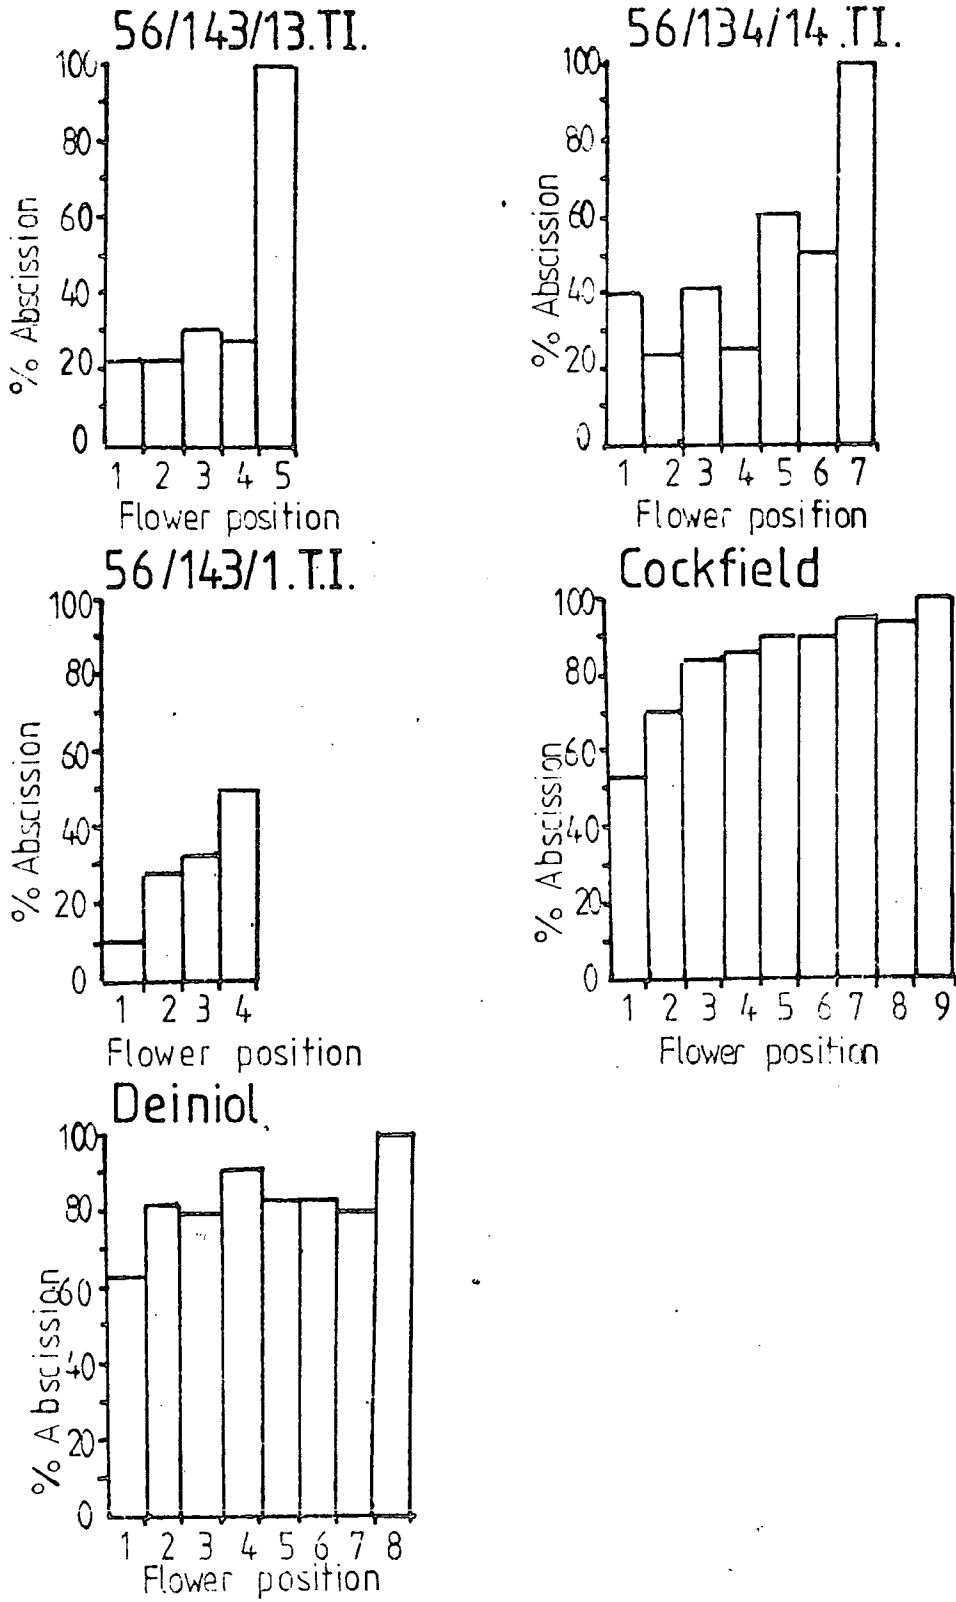 56/143/13.TI.
% Abscission
100
80
60
40
20
0
1 2 3 4 5
Flower position
56/134/14.TI.
% Abscission
100
80
60
40
20
0
1 2 3 4 5 6 7
Flower position
56/143/1.T.I.
% Abscission
100
80
60
40
20
0
1 2 3 4
Flower position
Cockfield
% Abscission
100
80
60
40
20
0
1 2 3 4 5 6 7 8 9
Flower position
Deiniol
% Abscission
100
80
60
40
20
0
1 2 3 4 5 6 7 8
Flower position